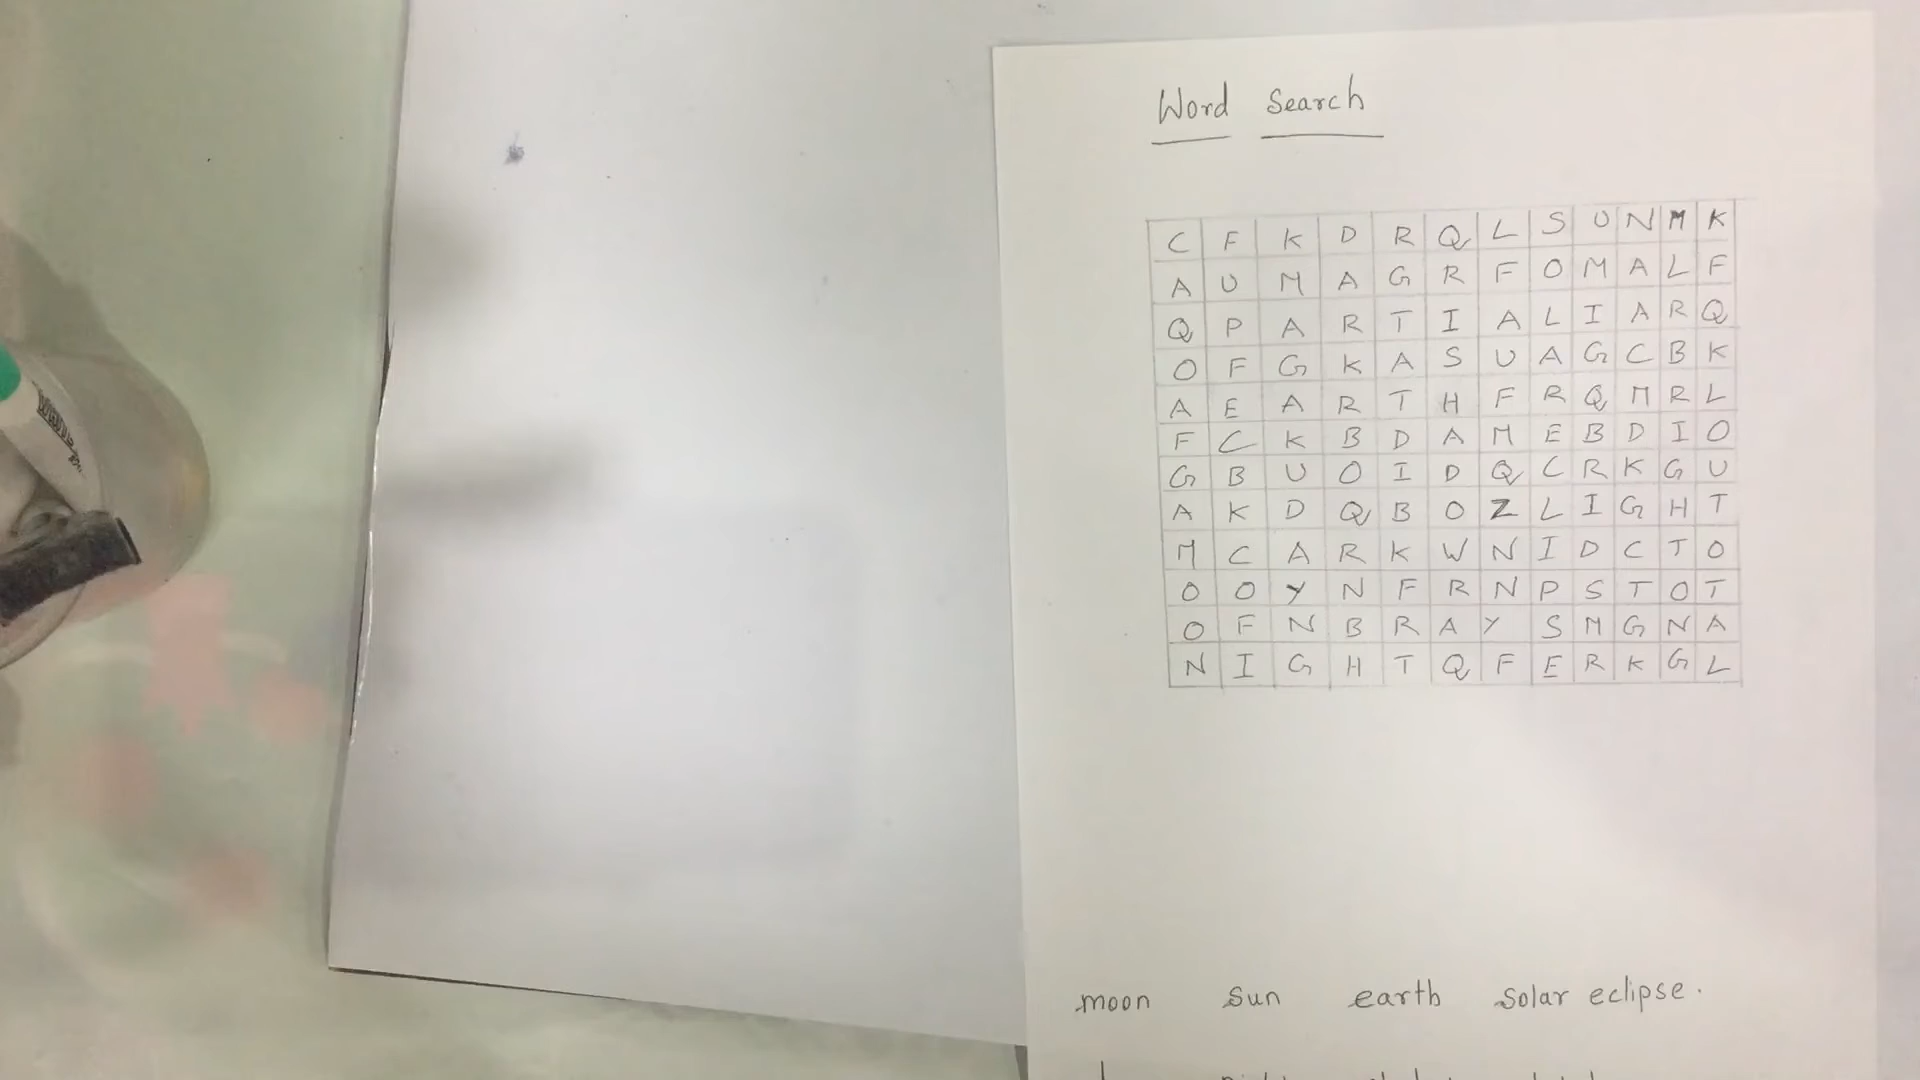 Word Search
C F K D R Q L S U N M K
A U M A G R F O M A L F
Q P A R T I A L I A R Q
O F G K A S U A G C B K
A E A R T H F R Q M R L
F C K B D A M E B D I O
G B U O I D Q C R K G U
A K D Q B O Z L I G H T
M C A R K W N I D C T O
O O Y N F R N P S T O T
O F N B R A Y S M G N A
N I G H T Q F E R K G L
moon sun earth solar eclipse.